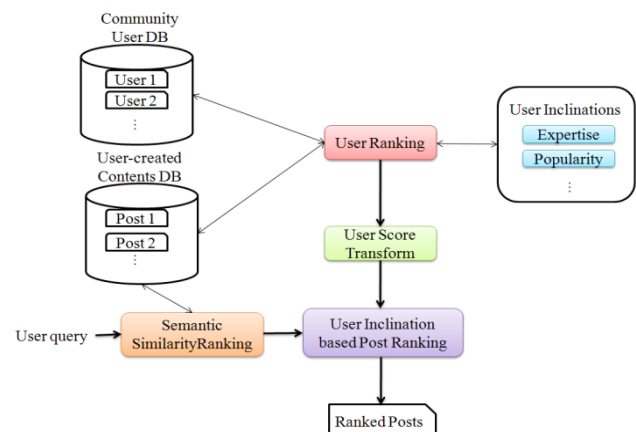 Community
User DB
User 1
User 2
⋮
User Inclinations
Expertise
Popularity
⋮
User Ranking
User-created
Contents DB
Post 1
Post 2
⋮
User Score
Transform
User query
Semantic
SimilarityRanking
User Inclination
based Post Ranking
Ranked Posts